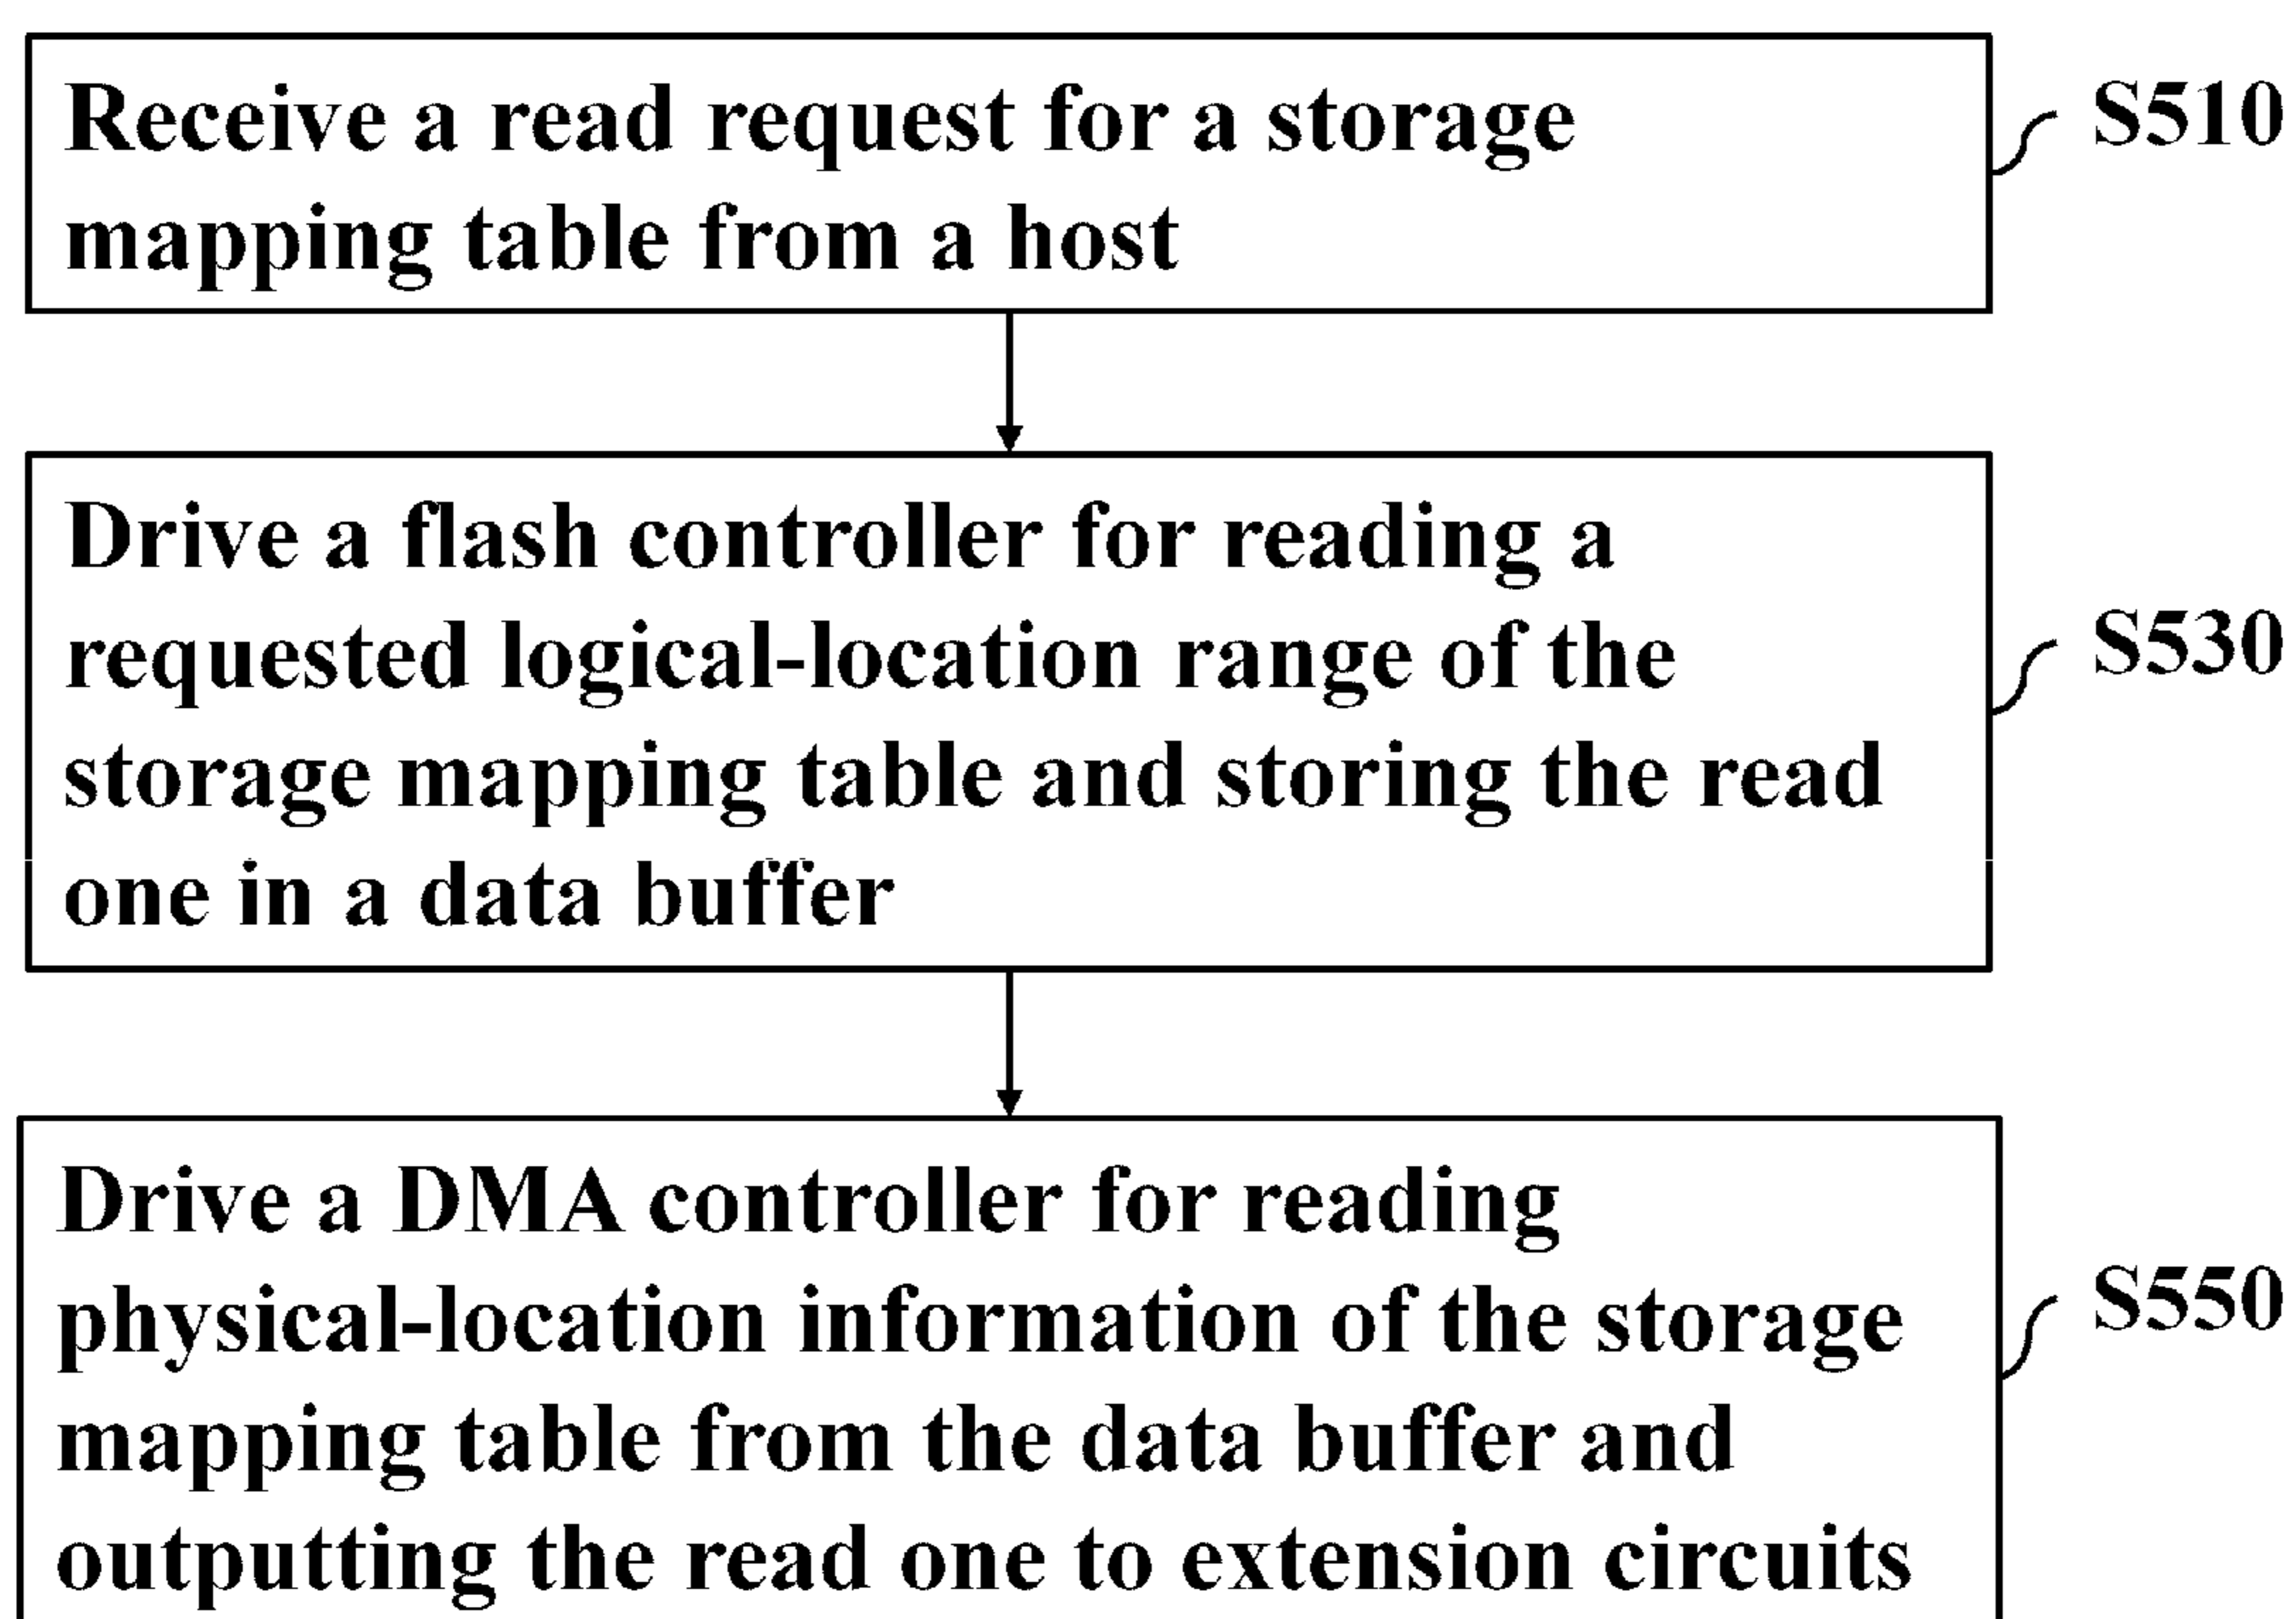 Receive a read request for a storage
mapping table from a host
S510
Drive a flash controller for reading a
requested logical-location range of the
storage mapping table and storing the read
one in a data buffer
S530
Drive a DMA controller for reading
physical-location information of the storage
mapping table from the data buffer and
outputting the read one to extension circuits
S550